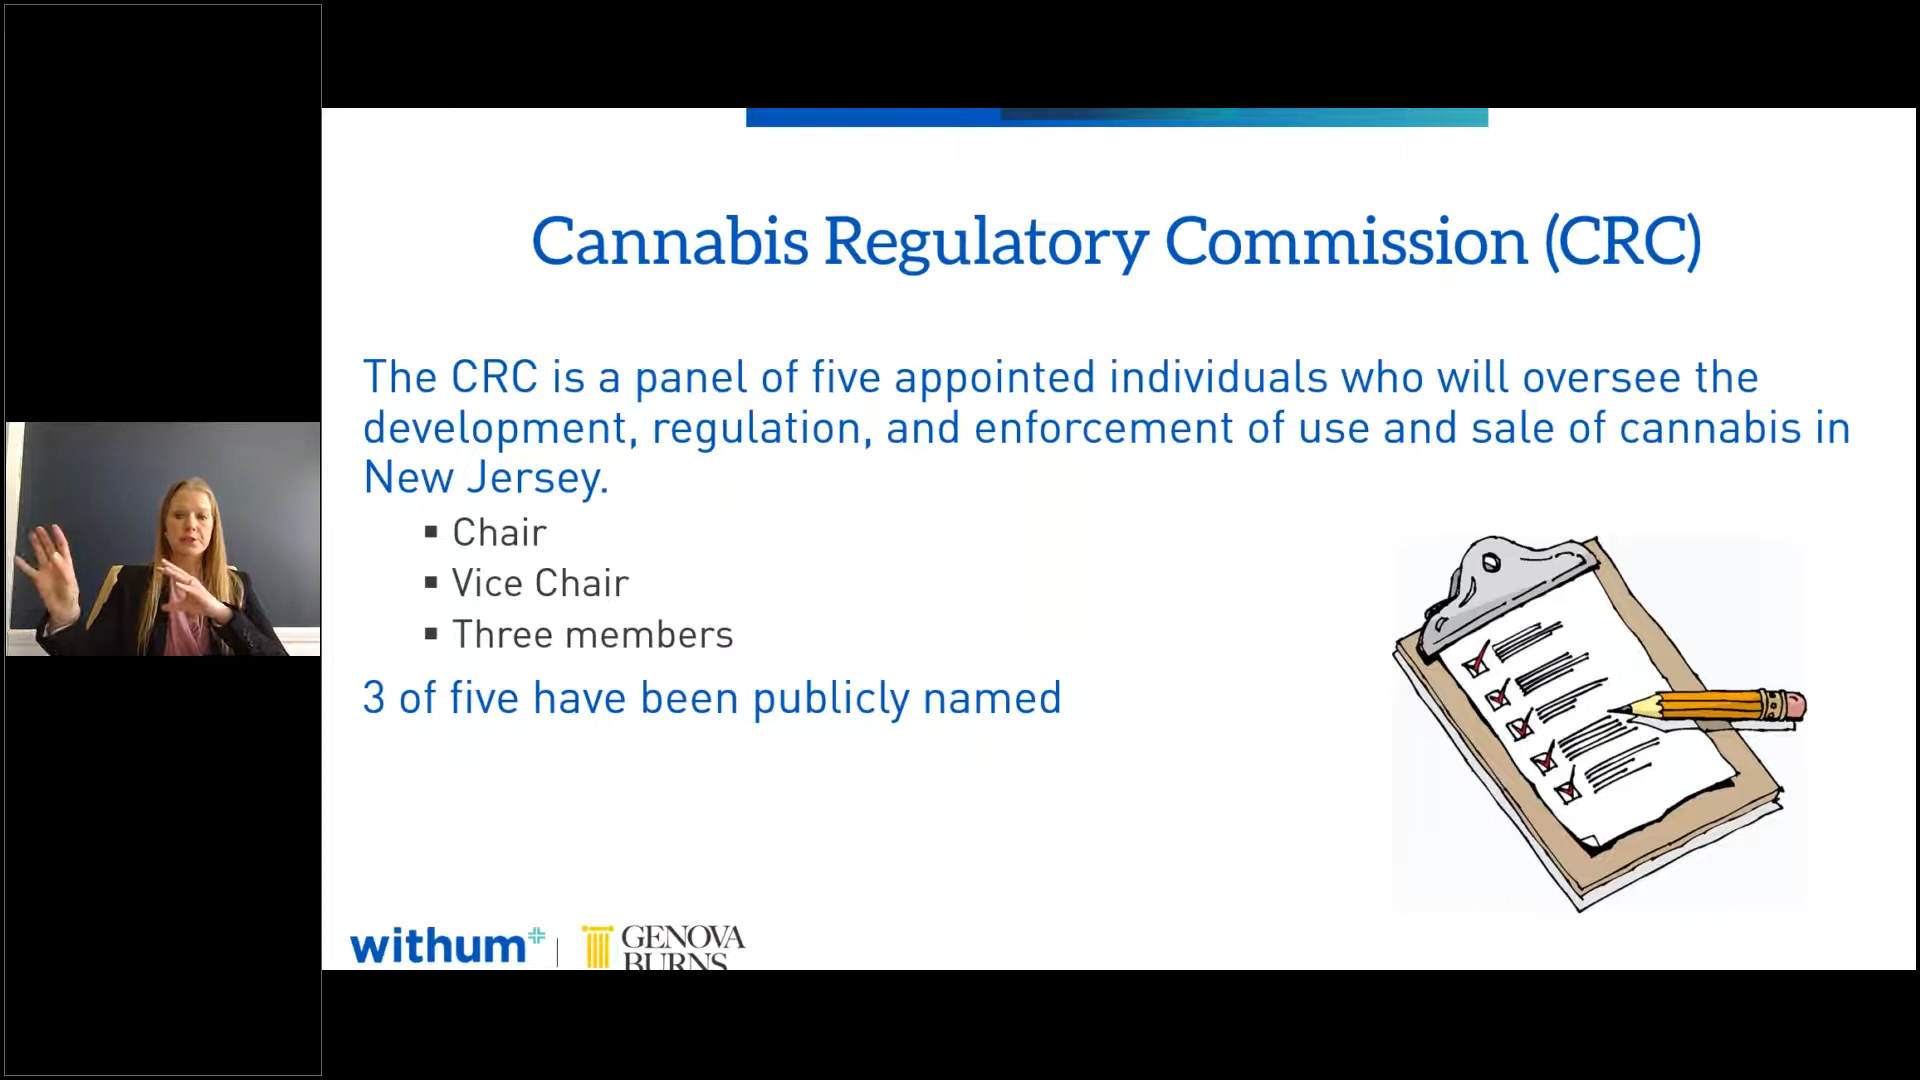 Cannabis Regulatory Commission (CRC)
The CRC is a panel of five appointed individuals who will oversee the
development, regulation, and enforcement of use and sale of cannabis in
New Jersey.
▪ Chair
▪ Vice Chair
▪ Three members
3 of five have been publicly named
withum+
GENOVA
BURNS